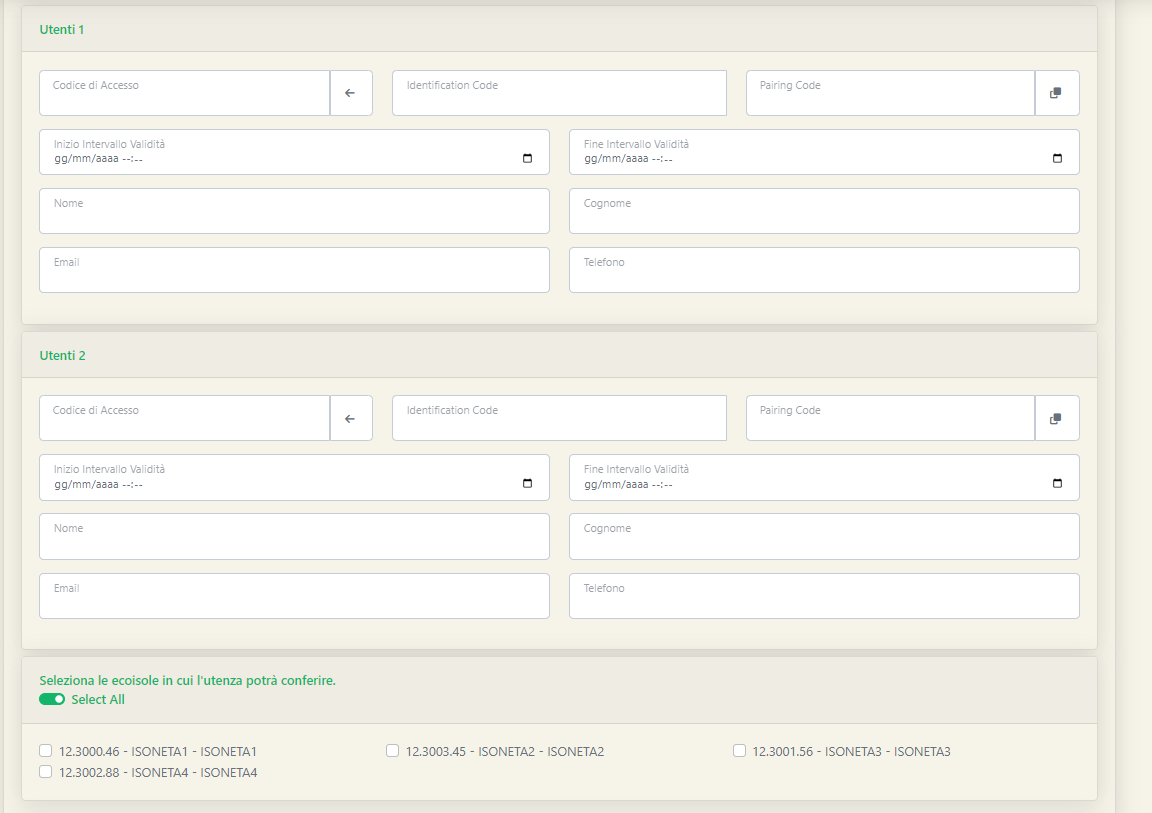 Utenti 1
Codice di Accesso
Identification Code
Pairing Code
Inizio Intervallo Validità
gg/mm/aaaa --:--
Fine Intervallo Validità
gg/mm/aaaa --:--
Nome
Cognome
Email
Telefono
Utenti 2
Codice di Accesso
Identification Code
Pairing Code
Inizio Intervallo Validità
gg/mm/aaaa --:--
Fine Intervallo Validità
gg/mm/aaaa --:--
Nome
Cognome
Email
Telefono
Seleziona le ecoisole in cui l'utenza potrà conferire.
Select All
12.3000.46 - ISONETA1 - ISONETA1
12.3003.45 - ISONETA2 - ISONETA2
12.3001.56 - ISONETA3 - ISONETA3
12.3002.88 - ISONETA4 - ISONETA4